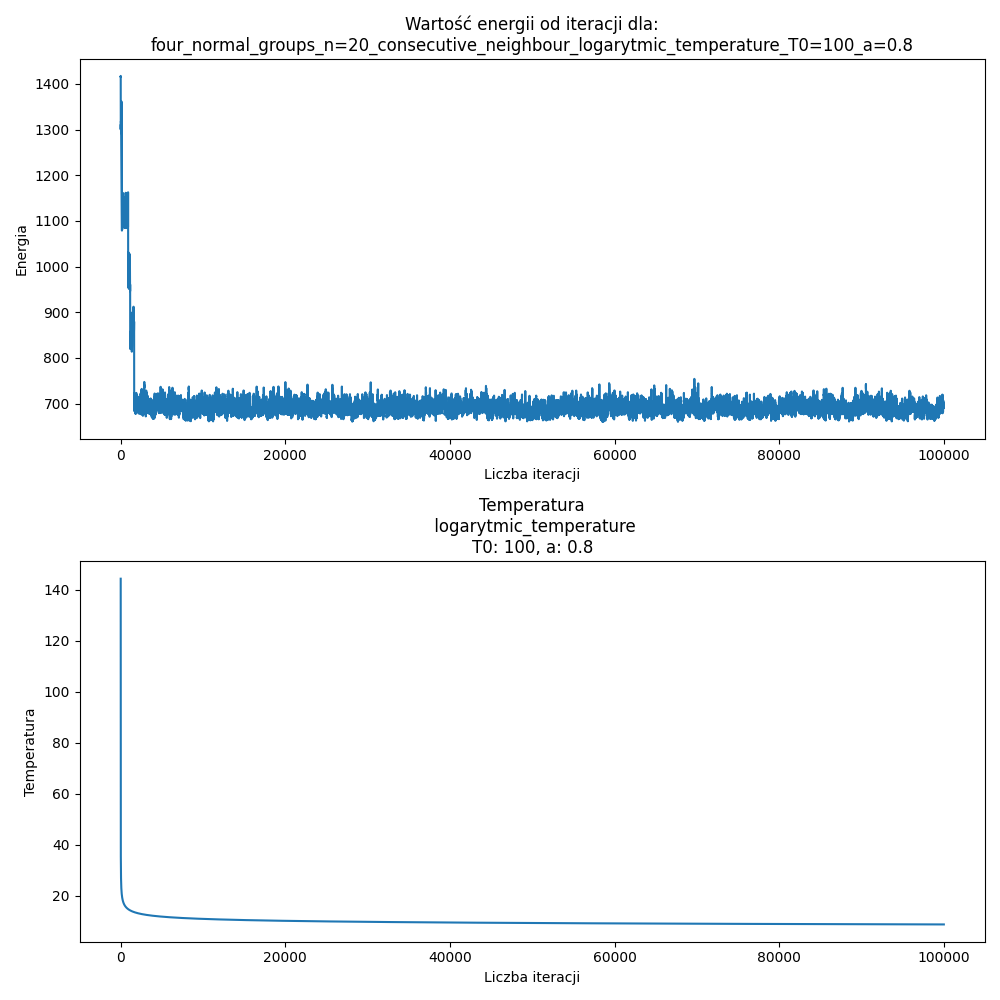 Wartość energii od iteracji dla:
four_normal_groups_n=20_consecutive_neighbour_logarytmic_temperature_T0=100_a=0.8
1400
1300
1200
1100
1000
900
800
700
Energia
0 20000 40000 60000 80000 100000
Liczba iteracji
Temperatura
logarytmic_temperature
T0: 100, a: 0.8
140
120
100
80
60
40
20
Temperatura
0 20000 40000 60000 80000 100000
Liczba iteracji